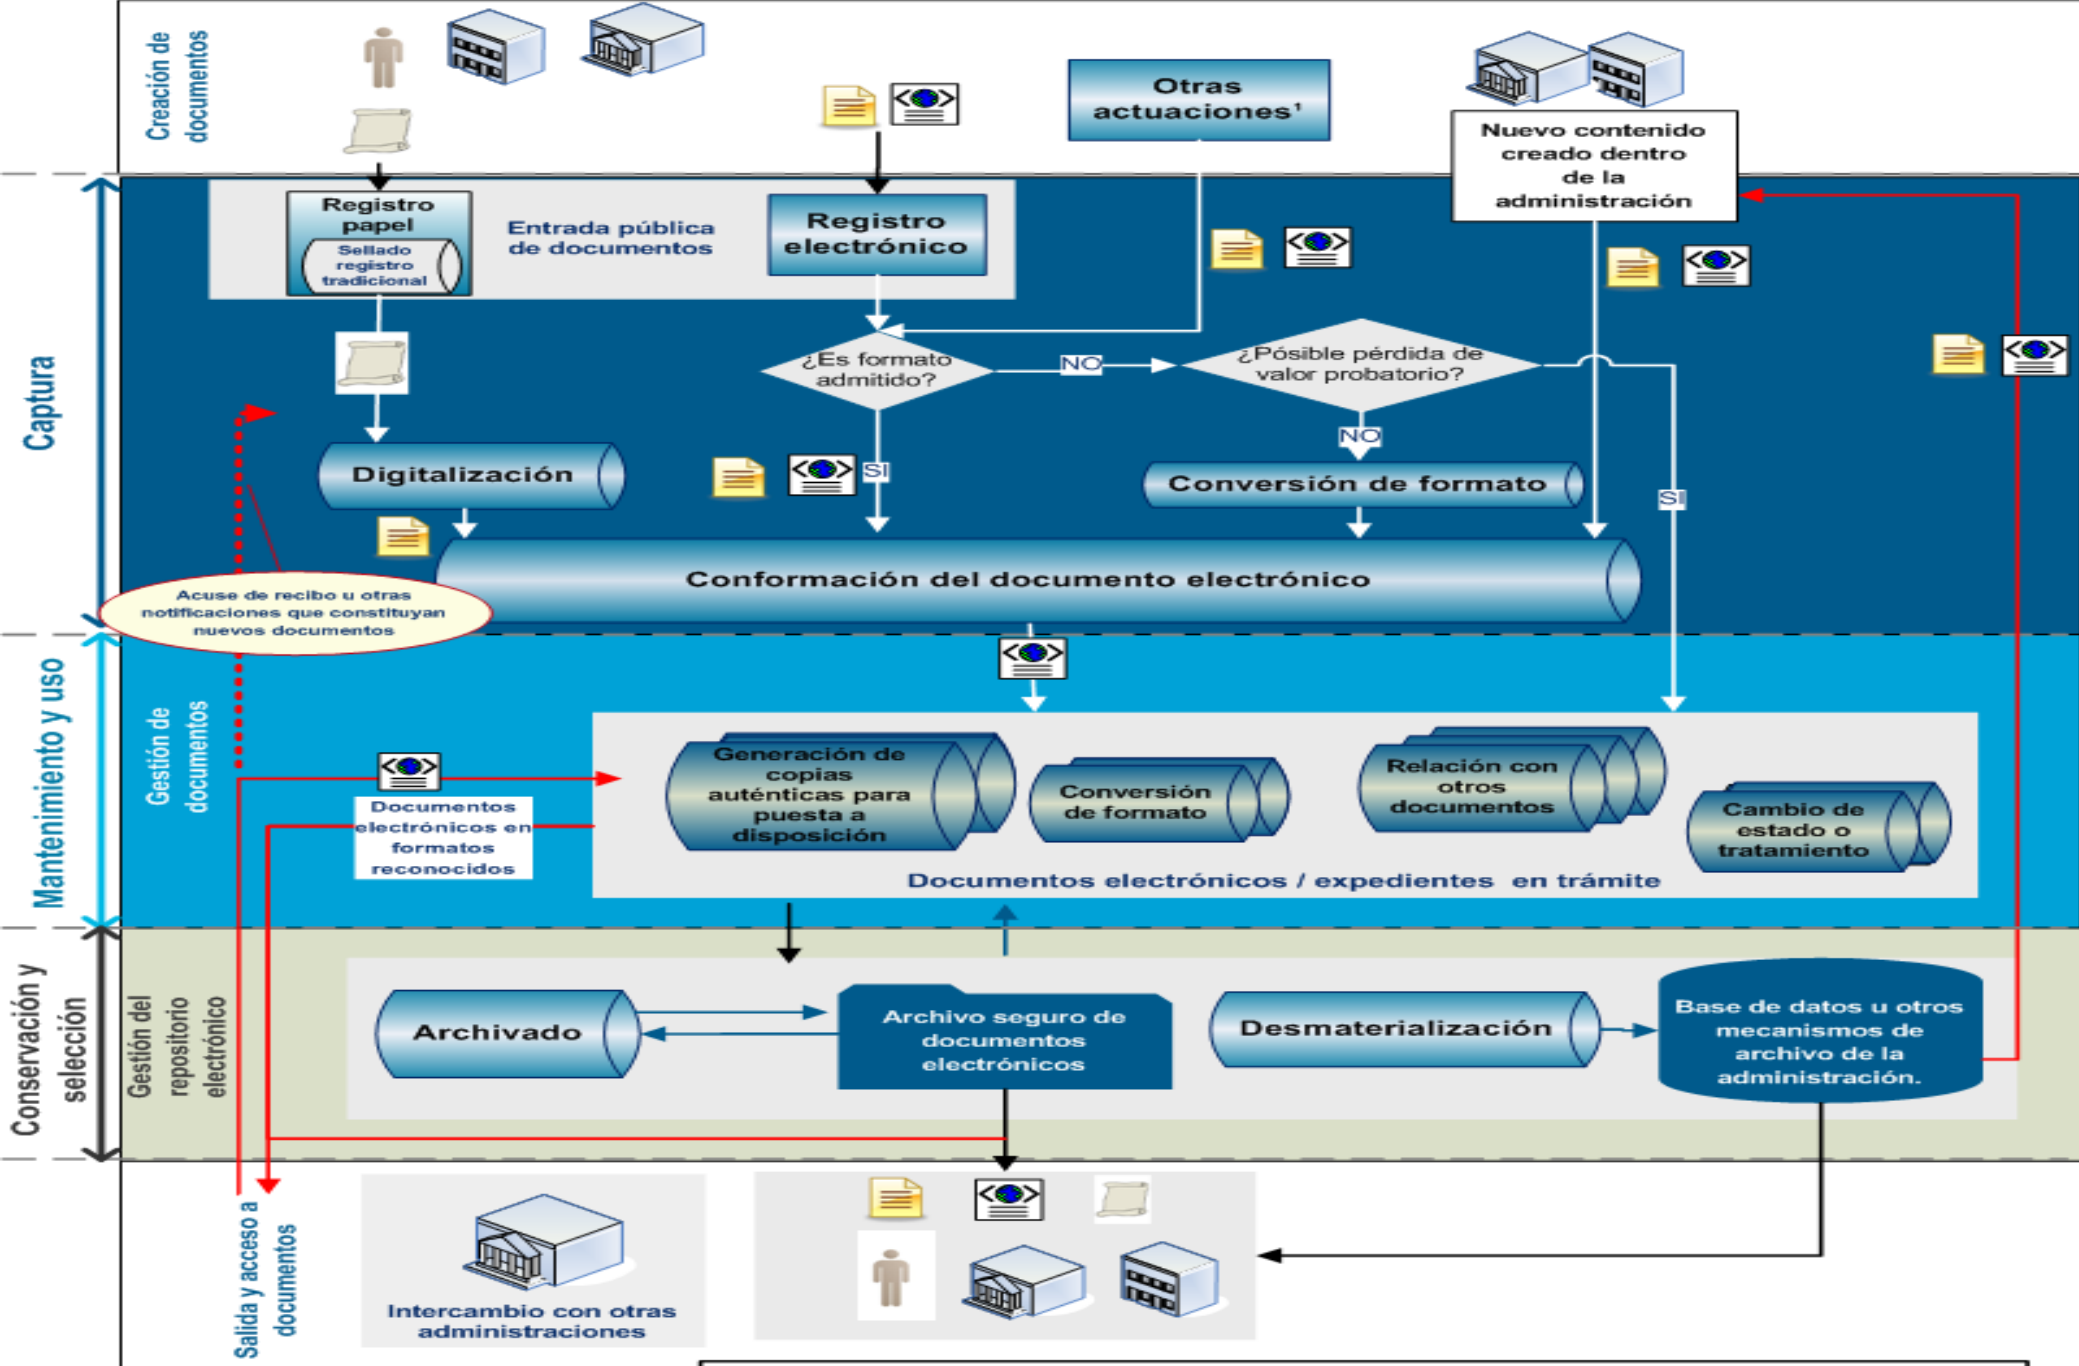 Creación de
documentos
Otras
actuaciones¹
Nuevo contenido
creado dentro
de la
administración
Captura
Registro
papel
Sellado
registro
tradicional
Entrada pública
de documentos
Registro
electrónico
¿Es formato
admitido?
NO
¿Pósible pérdida de
valor probatorio?
NO
SI
SI
Digitalización
Conversión de formato
Conformación del documento electrónico
Acuse de recibo u otras
notificaciones que constituyan
nuevos documentos
Mantenimiento y uso
Gestión de
documentos
Documentos
electrónicos en
formatos
reconocidos
Generación de
copias
auténticas para
puesta a
disposición
Conversión
de formato
Relación con
otros
documentos
Cambio de
estado o
tratamiento
Documentos electrónicos / expedientes en trámite
Conservación y
selección
Gestión del
repositorio
electrónico
Archivado
Archivo seguro de
documentos
electrónicos
Desmaterialización
Base de datos u otros
mecanismos de
archivo de la
administración.
Salida y acceso a
documentos
Intercambio con otras
administraciones